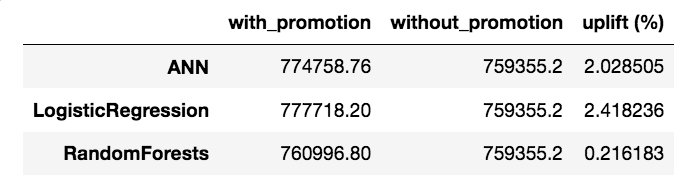 with_promotion without_promotion uplift (%)
ANN 774758.76 759355.2 2.028505
LogisticRegression 777718.20 759355.2 2.418236
RandomForests 760996.80 759355.2 0.216183